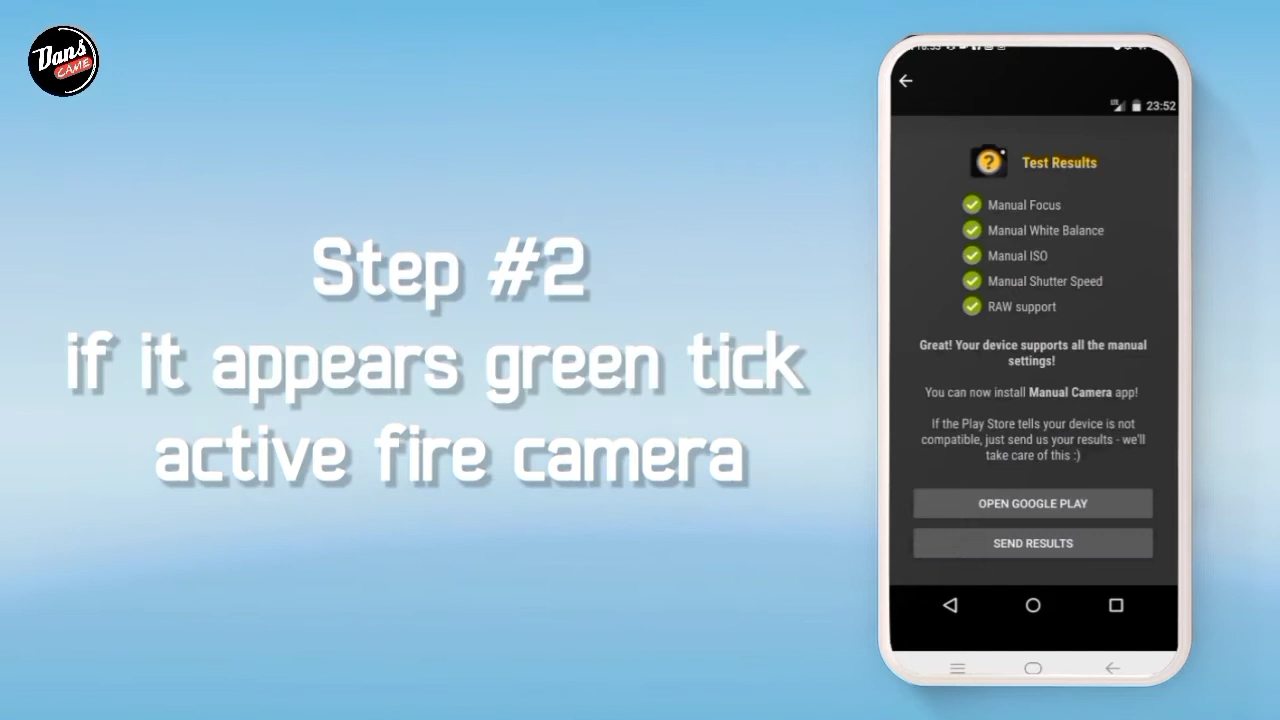 Dans
CAME
Step #2
if it appears green tick
active fire camera
LTE 23:52
Test Results
Manual Focus
Manual White Balance
Manual ISO
Manual Shutter Speed
RAW support
Great! Your device supports all the manual
settings!
You can now install Manual Camera app!
If the Play Store tells your device is not
compatible, just send us your results - we'll
take care of this :)
OPEN GOOGLE PLAY
SEND RESULTS